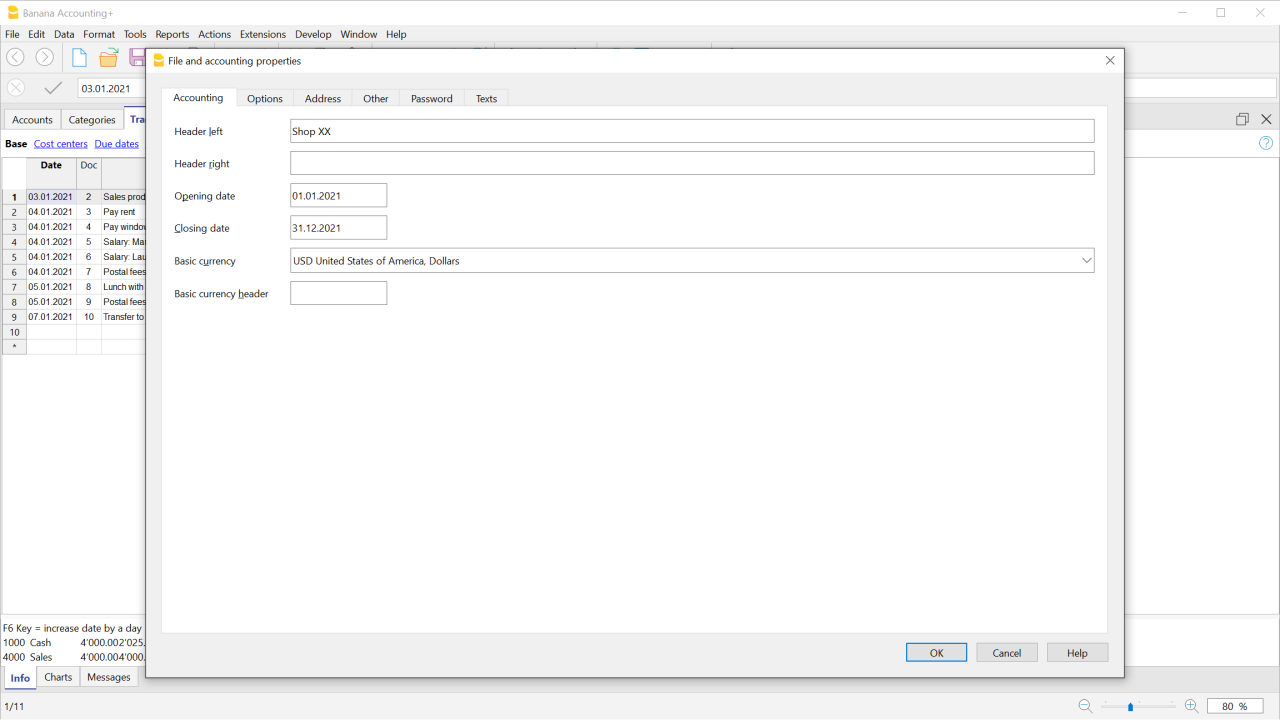 Banana Accounting+
File Edit Data Format Tools Reports Actions Extensions Develop Window Help
File and accounting properties
03.01.2021
Accounting Options Address Other Password Texts
Accounts Categories Tra
Header left Shop XX
Base Cost centers Due dates
Header right
Date Doc
Opening date 01.01.2021
Closing date 31.12.2021
Basic currency USD United States of America, Dollars
Basic currency header
1 03.01.2021 2 Sales prod
2 04.01.2021 3 Pay rent
3 04.01.2021 4 Pay window
4 04.01.2021 5 Salary: Mar
5 04.01.2021 6 Salary: Lau
6 04.01.2021 7 Postal fees
7 05.01.2021 8 Lunch with
8 05.01.2021 9 Postal fees
9 07.01.2021 10 Transfer to
10
*
F6 Key = increase date by a day
1000 Cash 4'000.002'025.
4000 Sales 4'000.004'000.
OK Cancel Help
Info Charts Messages
1/11
80 %